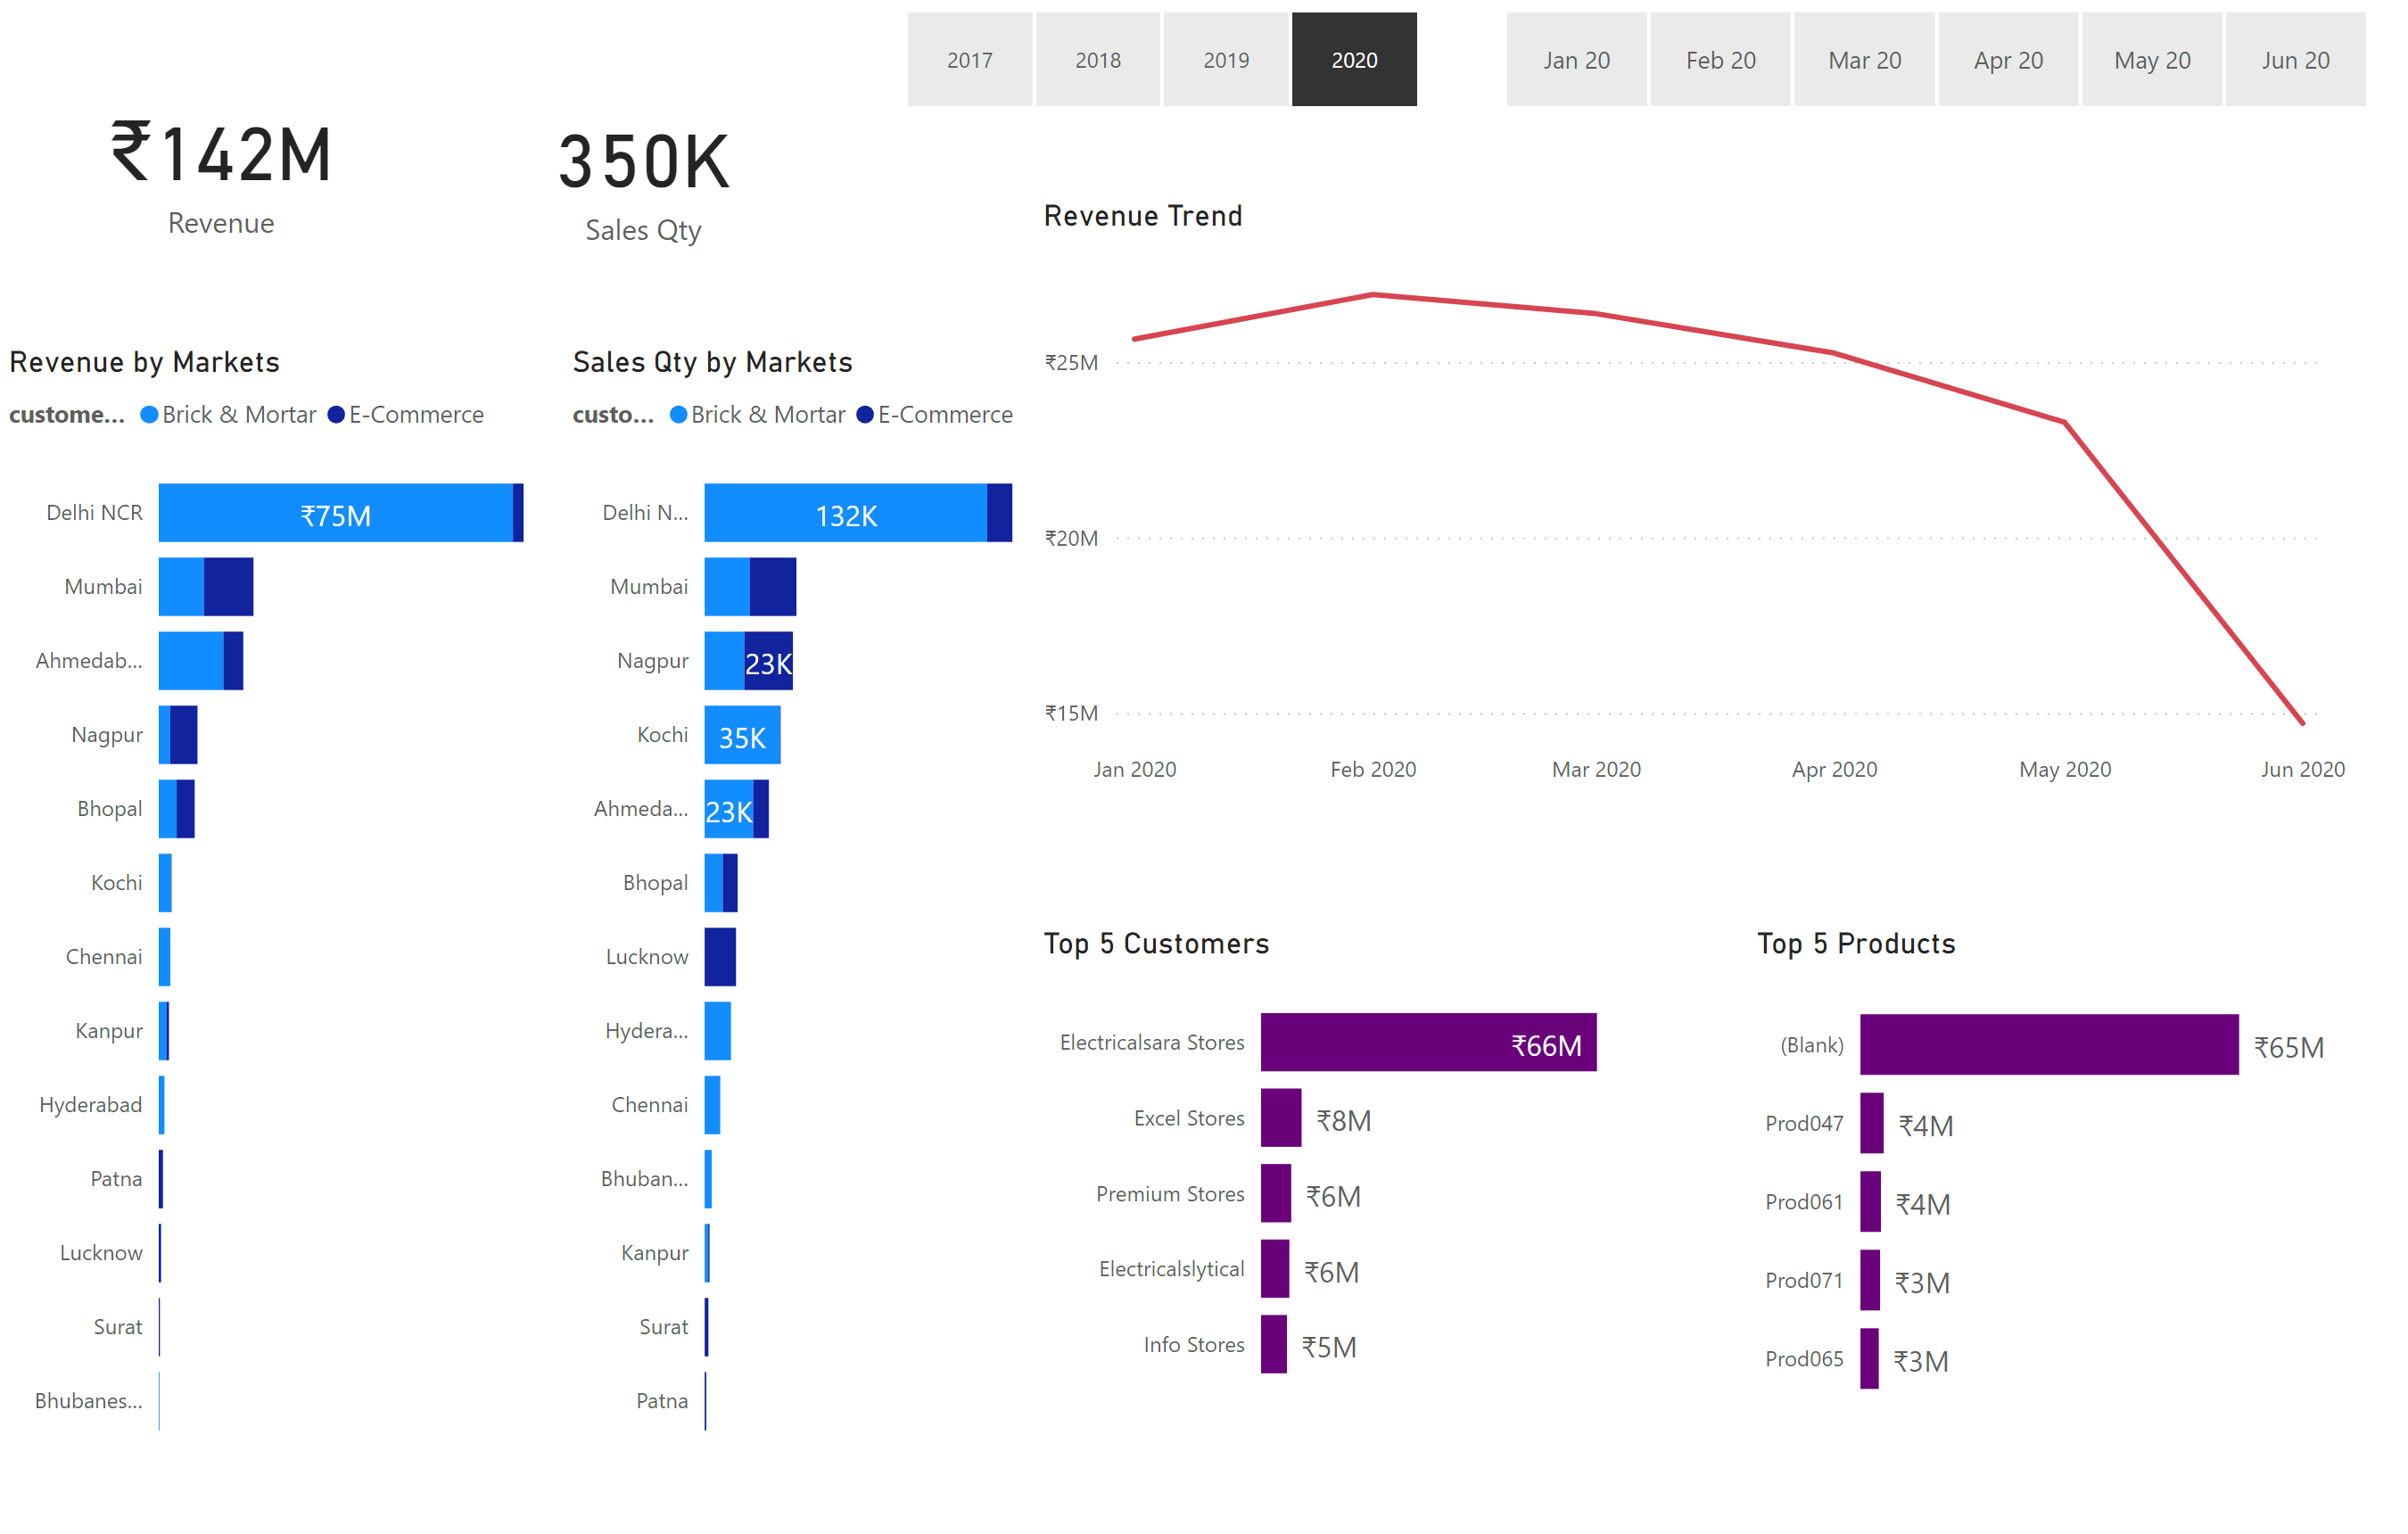 2017 2018 2019 2020 Jan 20 Feb 20 Mar 20 Apr 20 May 20 Jun 20
₹142M
Revenue
350K
Sales Qty
Revenue by Markets
custome... Brick & Mortar E-Commerce
Delhi NCR ₹75M
Mumbai
Ahmedab...
Nagpur
Bhopal
Kochi
Chennai
Kanpur
Hyderabad
Patna
Lucknow
Surat
Bhubanes...
Sales Qty by Markets
custo... Brick & Mortar E-Commerce
Delhi N... 132K
Mumbai
Nagpur 23K
Kochi 35K
Ahmeda... 23K
Bhopal
Lucknow
Hydera...
Chennai
Bhuban...
Kanpur
Surat
Patna
Revenue Trend
₹25M
₹20M
₹15M
Jan 2020 Feb 2020 Mar 2020 Apr 2020 May 2020 Jun 2020
Top 5 Customers
Electricalsara Stores ₹66M
Excel Stores ₹8M
Premium Stores ₹6M
Electricalslytical ₹6M
Info Stores ₹5M
Top 5 Products
(Blank) ₹65M
Prod047 ₹4M
Prod061 ₹4M
Prod071 ₹3M
Prod065 ₹3M